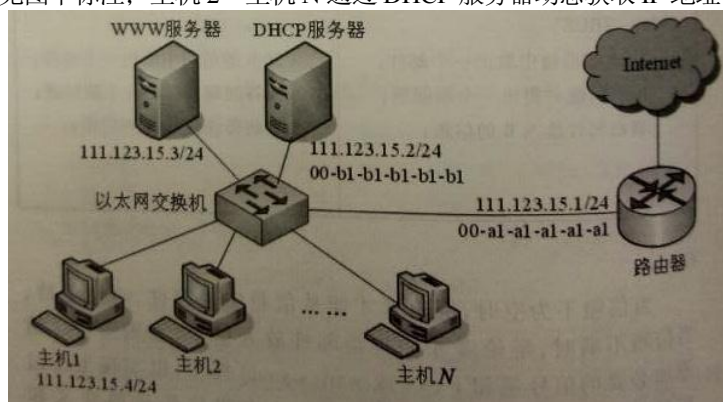 WWW服务器 DHCP服务器
Internet
111.123.15.3/24
111.123.15.2/24
00-b1-b1-b1-b1-b1
以太网交换机
111.123.15.1/24
00-a1-a1-a1-a1-a1
路由器
……
主机1
主机2
主机N
111.123.15.4/24